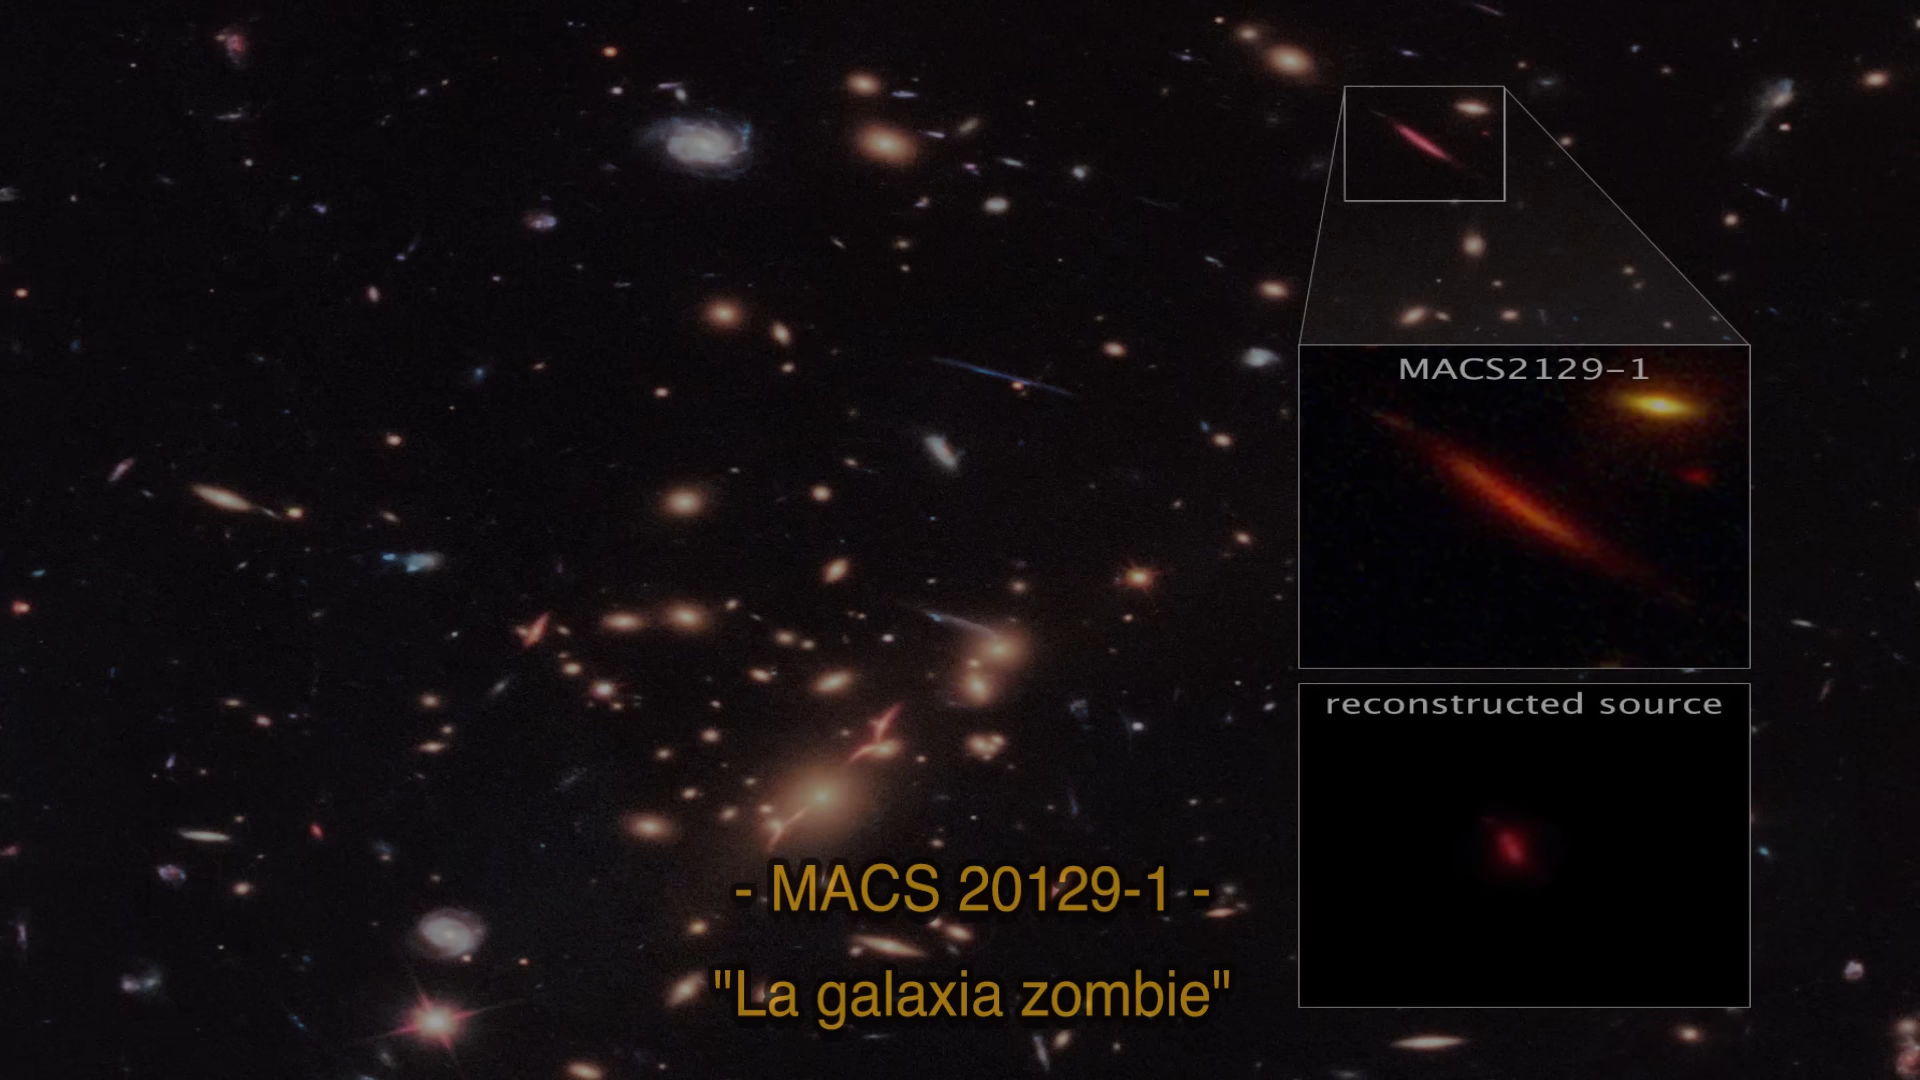 MACS2129-1
reconstructed source
- MACS 20129-1 -
"La galaxia zombie"